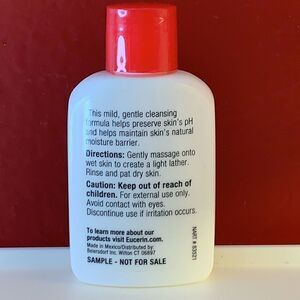 This mild, gentle cleansing
formula helps preserve skin's pH
and helps maintain skin's natural
moisture barrier.
Directions: Gently massage onto
wet skin to create a light lather.
Rinse and pat dry skin.
Caution: Keep out of reach of
children. For external use only.
Avoid contact with eyes.
Discontinue use if irritation occurs.
To learn more about our
products visit Eucerin.com.
Made in Mexico/Distributed by:
Beiersdorf Inc. Wilton CT 06897
SAMPLE - NOT FOR SALE
NART # 83321